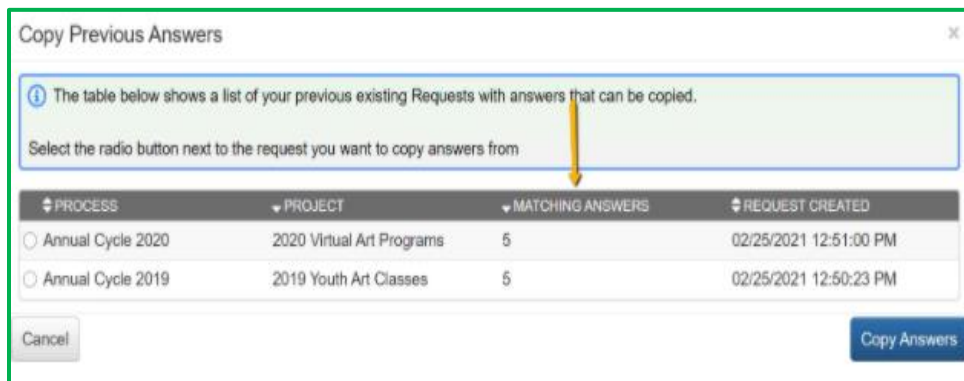 Copy Previous Answers x
The table below shows a list of your previous existing Requests with answers that can be copied.
Select the radio button next to the request you want to copy answers from
PROCESS PROJECT MATCHING ANSWERS REQUEST CREATED
Annual Cycle 2020 2020 Virtual Art Programs 5 02/25/2021 12:51:00 PM
Annual Cycle 2019 2019 Youth Art Classes 5 02/25/2021 12:50:23 PM
Cancel Copy Answers